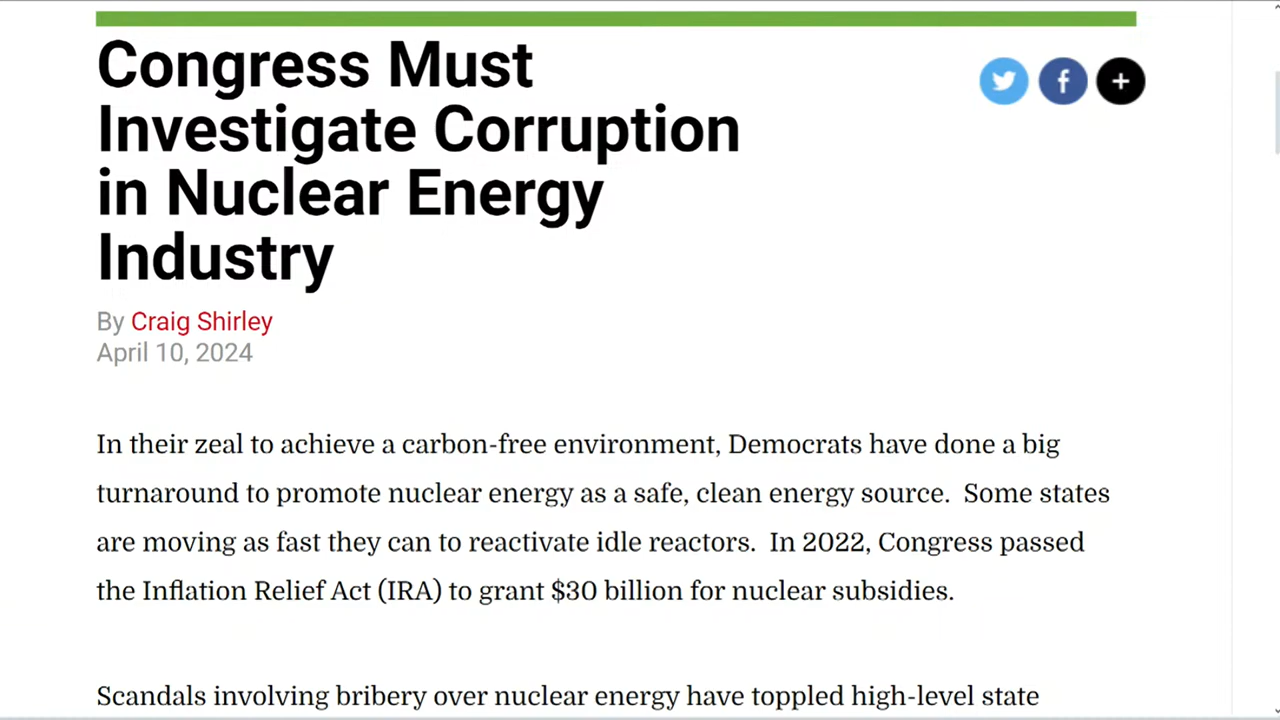 Congress Must
Investigate Corruption
in Nuclear Energy
Industry
By Craig Shirley
April 10, 2024
In their zeal to achieve a carbon-free environment, Democrats have done a big
turnaround to promote nuclear energy as a safe, clean energy source.  Some states
are moving as fast they can to reactivate idle reactors.  In 2022, Congress passed
the Inflation Relief Act (IRA) to grant $30 billion for nuclear subsidies.
Scandals involving bribery over nuclear energy have toppled high-level state